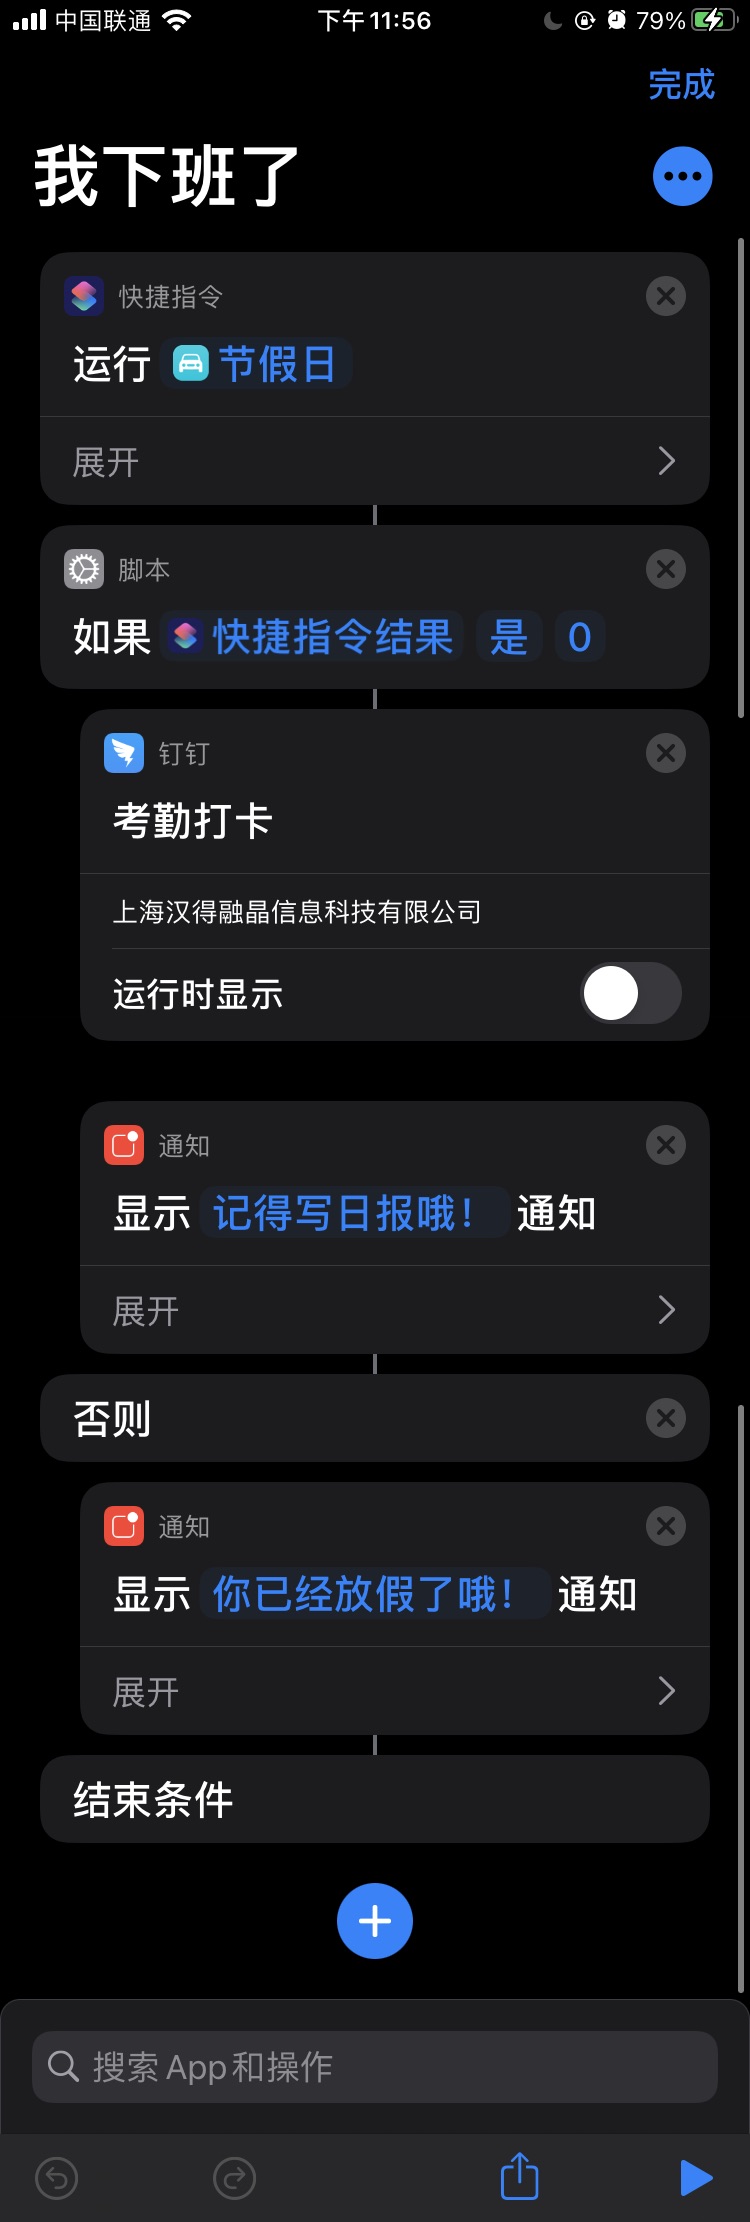 中国联通 下午11:56 79%
完成
我下班了
快捷指令
运行 节假日
展开
脚本
如果 快捷指令结果 是 0
钉钉
考勤打卡
上海汉得融晶信息科技有限公司
运行时显示
通知
显示 记得写日报哦！ 通知
展开
否则
通知
显示 你已经放假了哦！ 通知
展开
结束条件
搜索 App 和操作